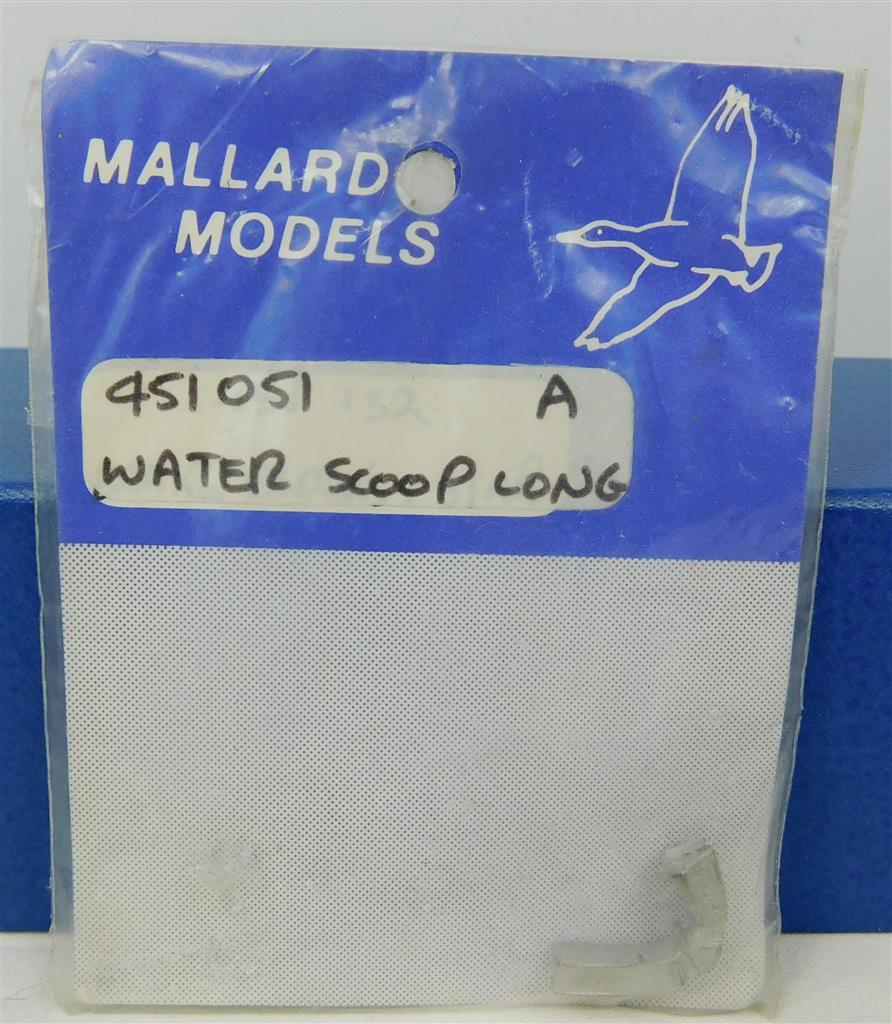 MALLARD
MODELS
451051 A
WATER SCOOP LONG